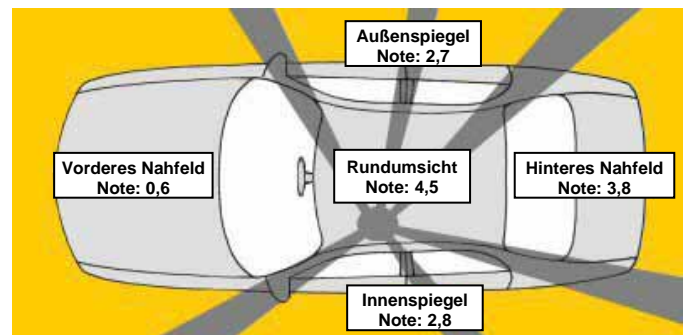 Außenspiegel
Note: 2,7
Vorderes Nahfeld
Note: 0,6
Rundumsicht
Note: 4,5
Hinteres Nahfeld
Note: 3,8
Innenspiegel
Note: 2,8